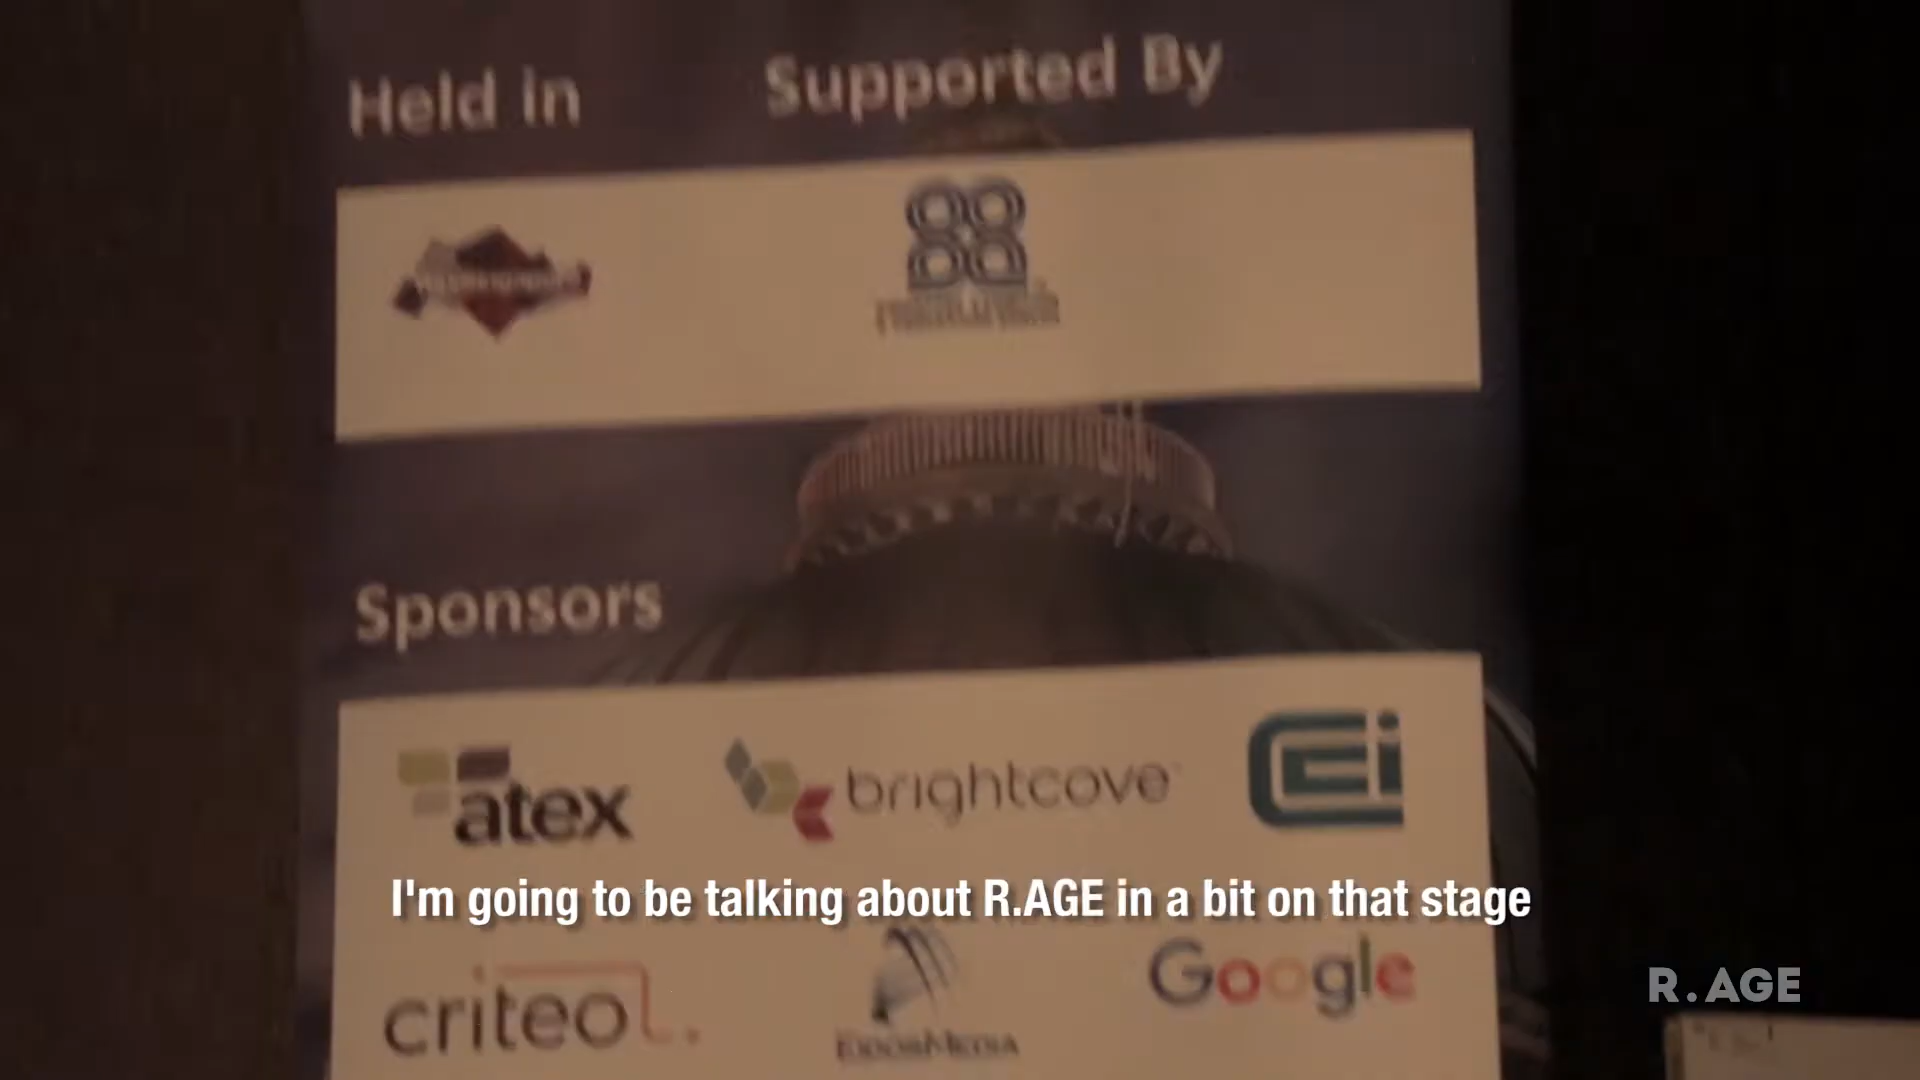 Held in
Supported By
Sponsors
atex
brightcove
CEi
I'm going to be talking about R.AGE in a bit on that stage
criteo
Google
R.AGE